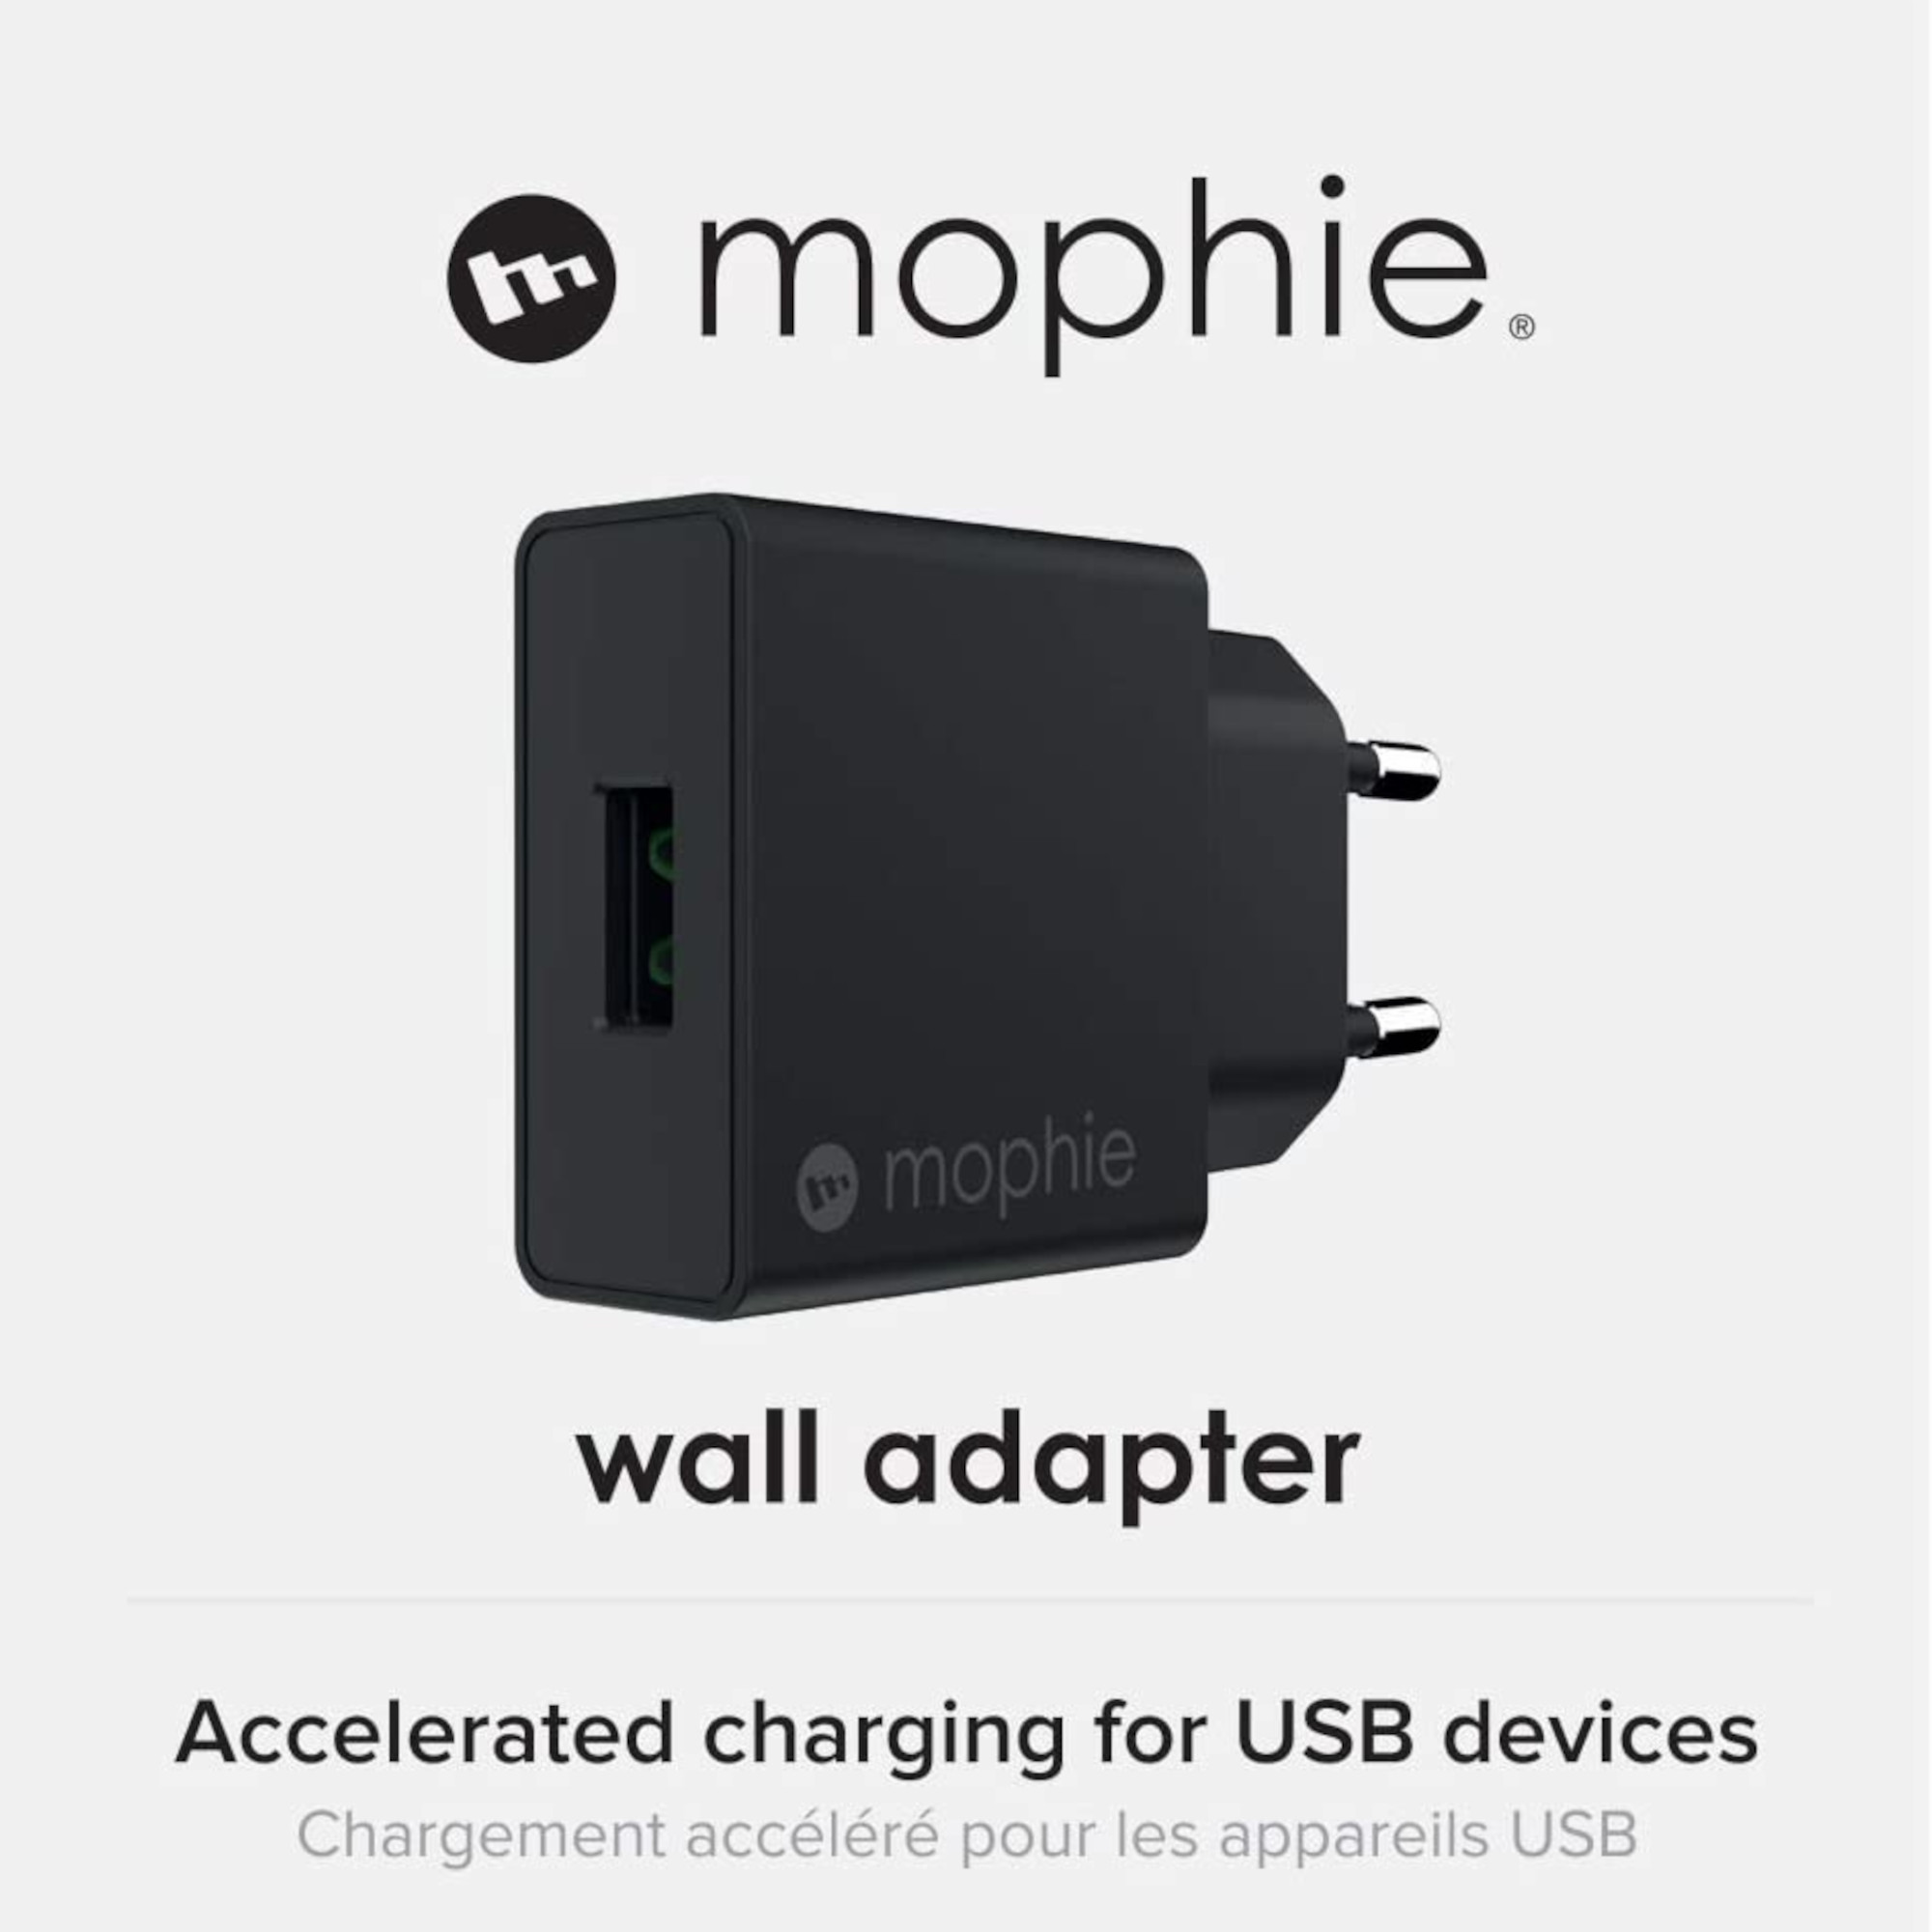 mophie®
mophie
wall adapter
Accelerated charging for USB devices
Chargement accéléré pour les appareils USB